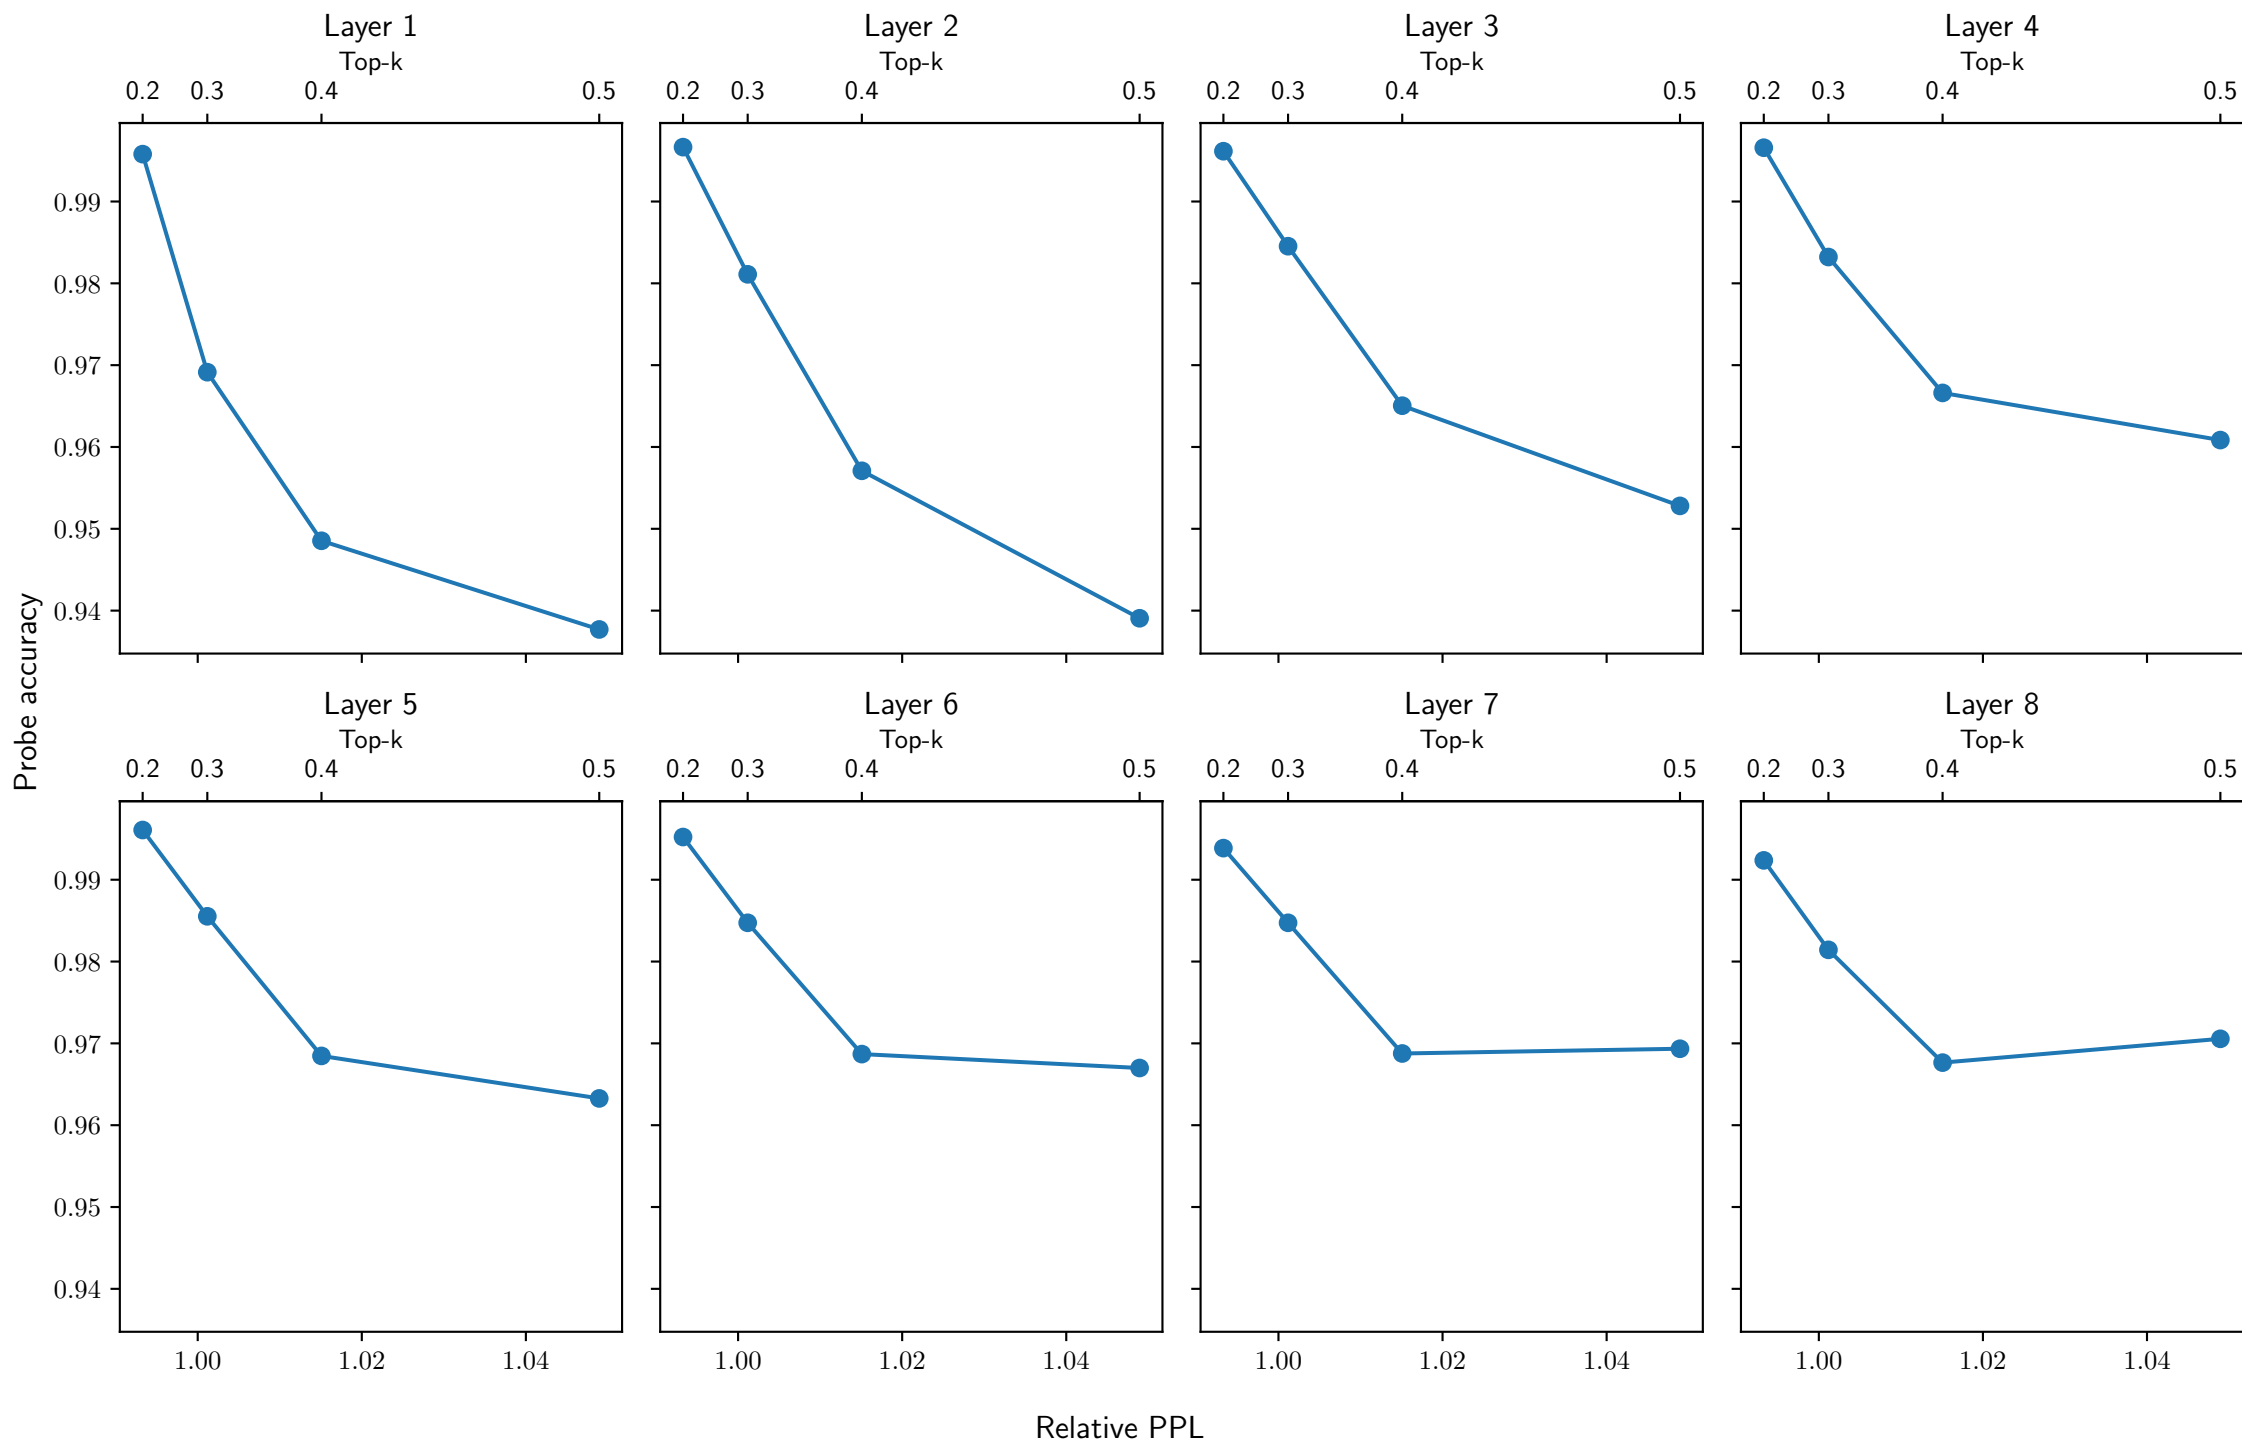 Layer 1
Top-k
0.2 0.3 0.4 0.5
Layer 2
Top-k
0.2 0.3 0.4 0.5
Layer 3
Top-k
0.2 0.3 0.4 0.5
Layer 4
Top-k
0.2 0.3 0.4 0.5
0.99
0.98
0.97
0.96
0.95
0.94
Probe accuracy
Layer 5
Top-k
0.2 0.3 0.4 0.5
Layer 6
Top-k
0.2 0.3 0.4 0.5
Layer 7
Top-k
0.2 0.3 0.4 0.5
Layer 8
Top-k
0.2 0.3 0.4 0.5
0.99
0.98
0.97
0.96
0.95
0.94
1.00 1.02 1.04
1.00 1.02 1.04
1.00 1.02 1.04
1.00 1.02 1.04
Relative PPL